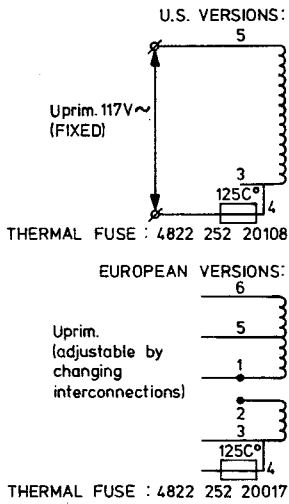 U.S. VERSIONS:
5
Uprim. 117V~
(FIXED)
3
125C°
4
THERMAL FUSE : 4822 252 20108
EUROPEAN VERSIONS:
6
Uprim.
5
(adjustable by
changing
1
interconnections)
2
3
125C°
4
THERMAL FUSE : 4822 252 20017